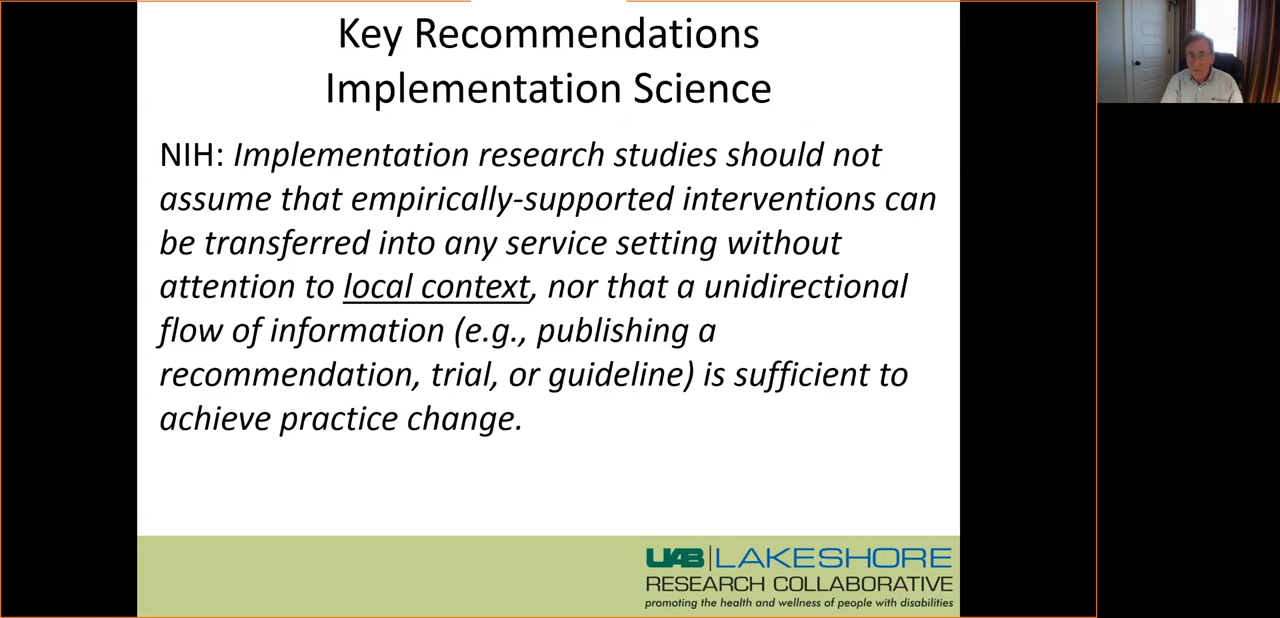 Key Recommendations
Implementation Science
NIH: Implementation research studies should not
assume that empirically-supported interventions can
be transferred into any service setting without
attention to local context, nor that a unidirectional
flow of information (e.g., publishing a
recommendation, trial, or guideline) is sufficient to
achieve practice change.
UAB LAKESHORE
RESEARCH COLLABORATIVE
promoting the health and wellness of people with disabilities